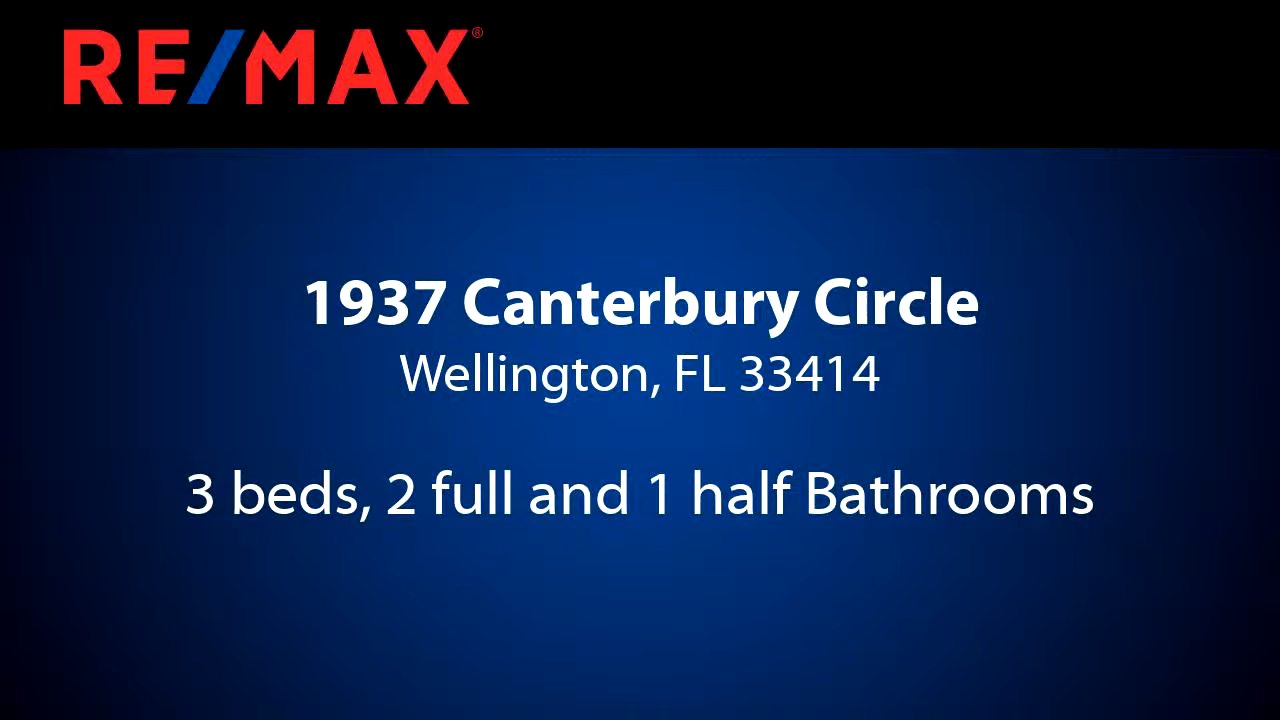 RE/MAX®
1937 Canterbury Circle
Wellington, FL 33414
3 beds, 2 full and 1 half Bathrooms